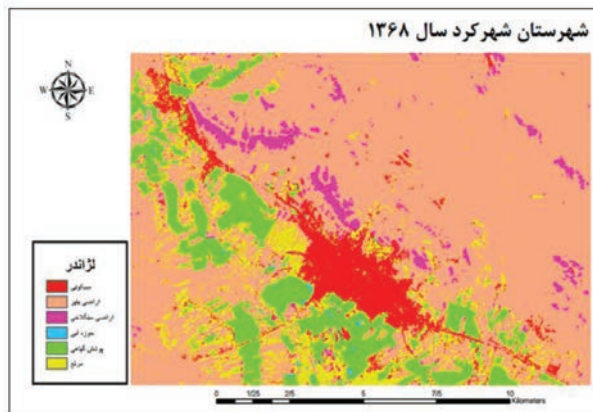 شهرستان شهرکرد سال ۱۳۶۸
N
W E
S
لژاندر
مسکونی
اراضی بایر
اراضی سنگلاخی
حوزه آبی
پوشش گیاهی
مرتع
0 1/25 2/5 5 7/5 10
Kilometers